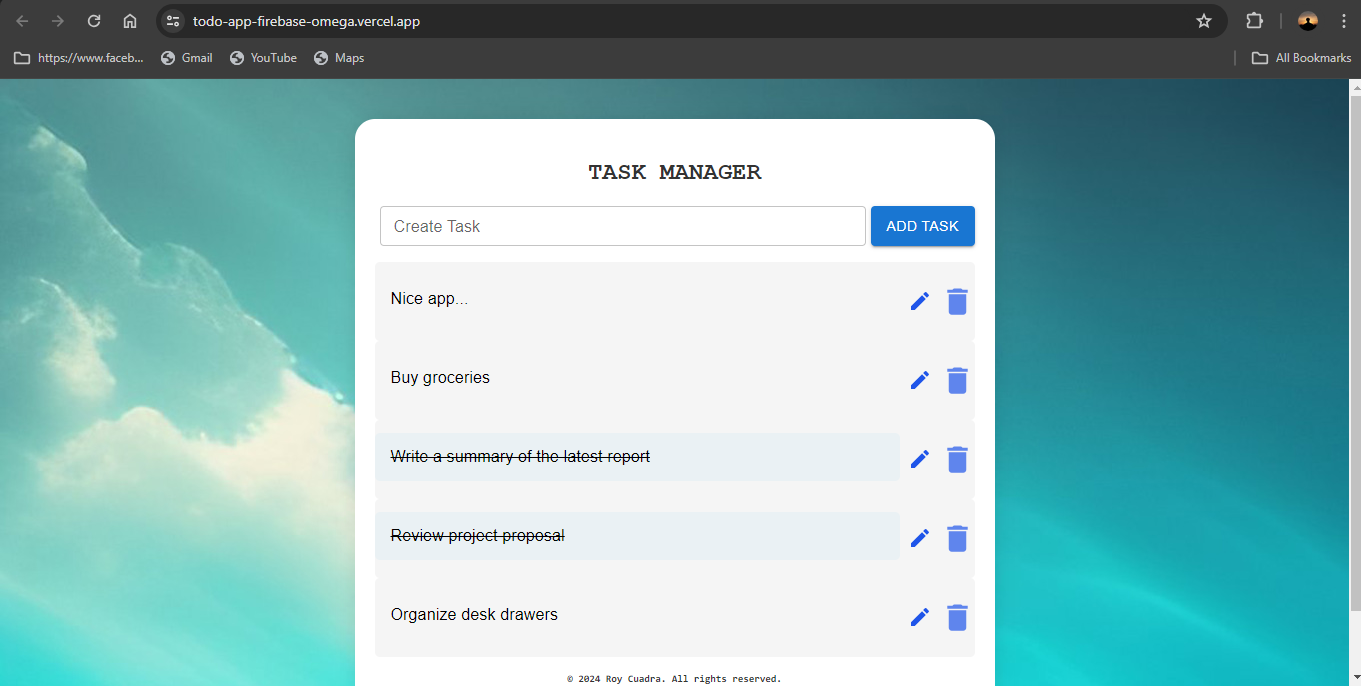 todo-app-firebase-omega.vercel.app
https://www.faceb... Gmail YouTube Maps All Bookmarks
TASK MANAGER
Create Task ADD TASK
Nice app...
Buy groceries
Write a summary of the latest report
Review project proposal
Organize desk drawers
© 2024 Roy Cuadra. All rights reserved.